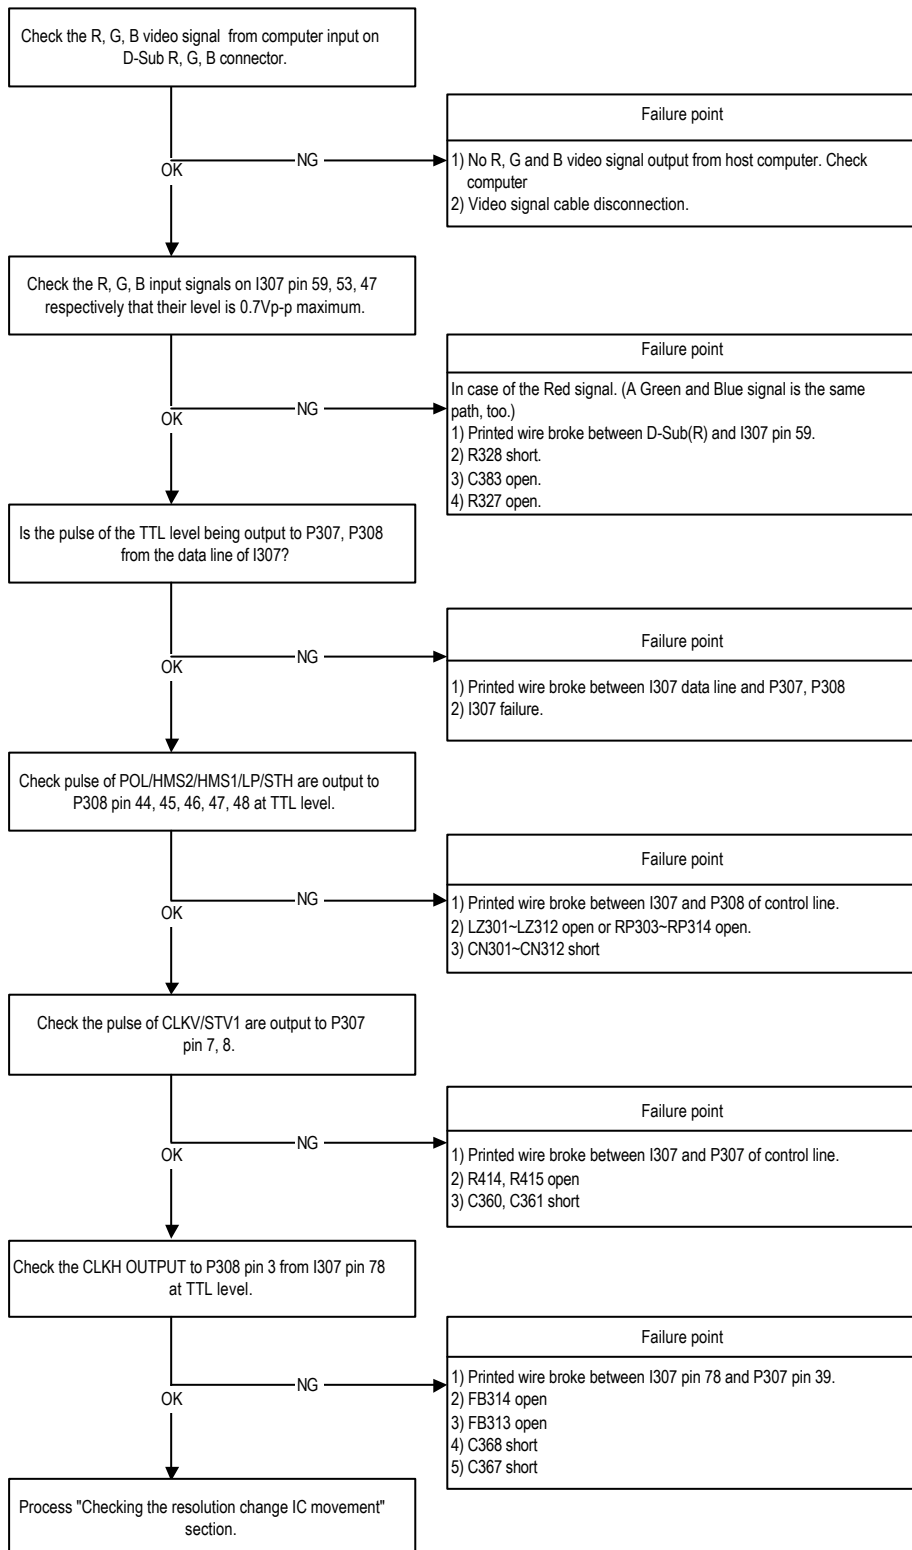 Check the R, G, B video signal from computer input on
D-Sub R, G, B connector.
Failure point
NG
OK
1) No R, G and B video signal output from host computer. Check
computer
2) Video signal cable disconnection.
Check the R, G, B input signals on I307 pin 59, 53, 47
respectively that their level is 0.7Vp-p maximum.
Failure point
NG
OK
In case of the Red signal. (A Green and Blue signal is the same
path, too.)
1) Printed wire broke between D-Sub(R) and I307 pin 59.
2) R328 short.
3) C383 open.
4) R327 open.
Is the pulse of the TTL level being output to P307, P308
from the data line of I307?
Failure point
NG
OK
1) Printed wire broke between I307 data line and P307, P308
2) I307 failure.
Check pulse of POL/HMS2/HMS1/LP/STH are output to
P308 pin 44, 45, 46, 47, 48 at TTL level.
Failure point
NG
OK
1) Printed wire broke between I307 and P308 of control line.
2) LZ301~LZ312 open or RP303~RP314 open.
3) CN301~CN312 short
Check the pulse of CLKV/STV1 are output to P307
pin 7, 8.
Failure point
NG
OK
1) Printed wire broke between I307 and P307 of control line.
2) R414, R415 open
3) C360, C361 short
Check the CLKH OUTPUT to P308 pin 3 from I307 pin 78
at TTL level.
Failure point
NG
OK
1) Printed wire broke between I307 pin 78 and P307 pin 39.
2) FB314 open
3) FB313 open
4) C368 short
5) C367 short
Process "Checking the resolution change IC movement"
section.